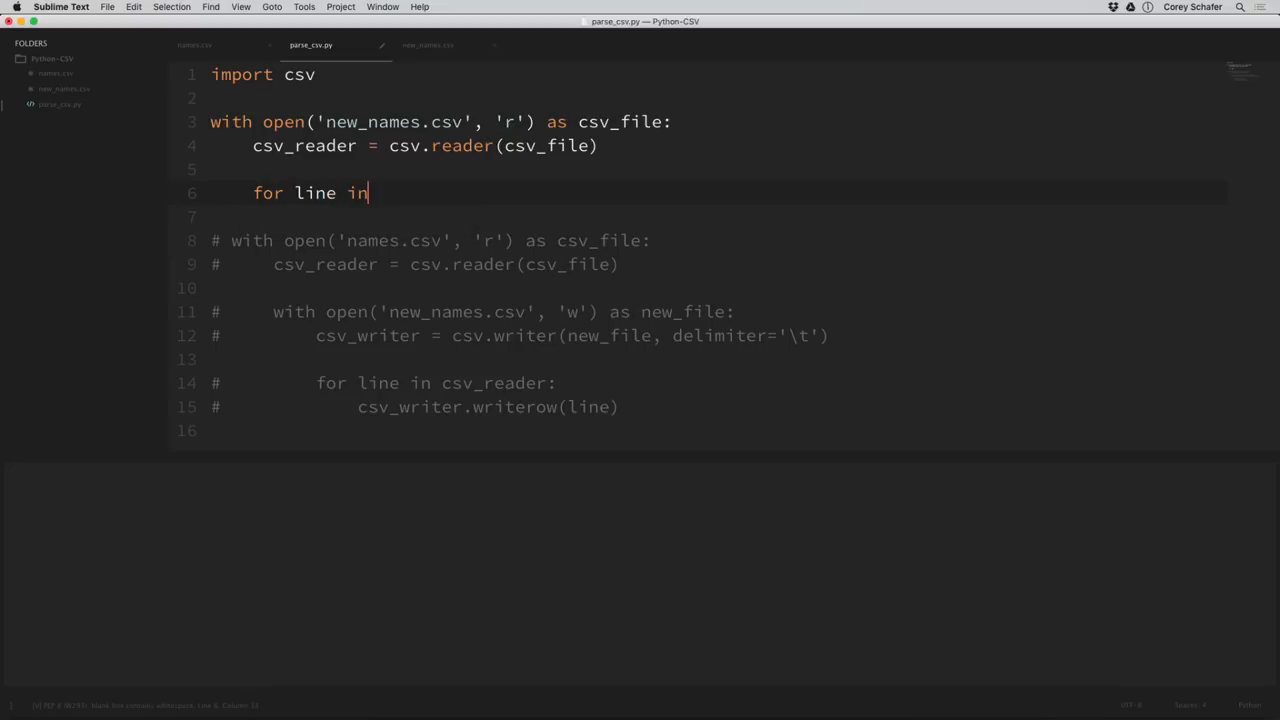 Sublime Text File Edit Selection Find View Goto Tools Project Window Help Corey Schafer
parse_csv.py — Python-CSV
FOLDERS
Python-CSV
names.csv
new_names.csv
parse_csv.py
names.csv parse_csv.py new_names.csv
1 import csv
2
3 with open('new_names.csv', 'r') as csv_file:
4 csv_reader = csv.reader(csv_file)
5
6 for line in
7
8 # with open('names.csv', 'r') as csv_file:
9 # csv_reader = csv.reader(csv_file)
10
11 # with open('new_names.csv', 'w') as new_file:
12 # csv_writer = csv.writer(new_file, delimiter='\t')
13
14 # for line in csv_reader:
15 # csv_writer.writerow(line)
16
UTF-8 Spaces: 4 Python